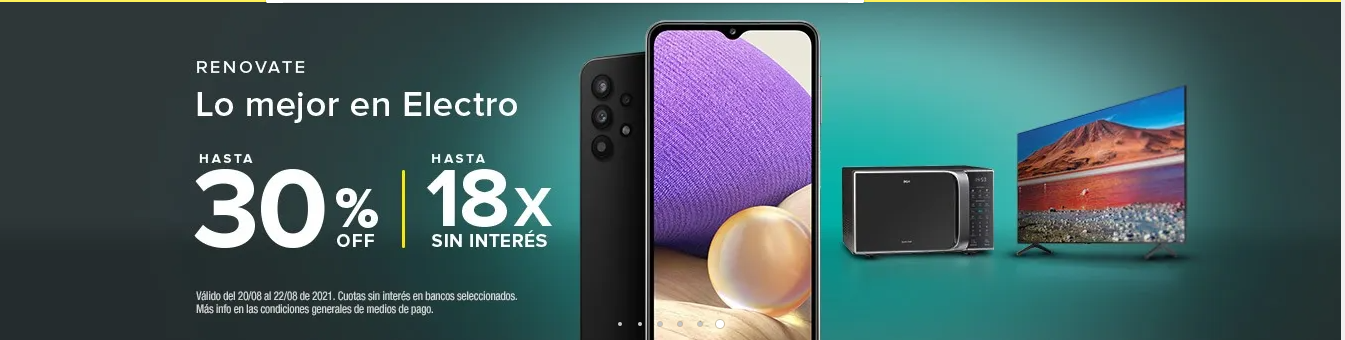 RENOVATE
Lo mejor en Electro
HASTA
30%
OFF
HASTA
18x
SIN INTERÉS
Válido del 20/08 al 22/08 de 2021. Cuotas sin interés en bancos seleccionados.
Más info en las condiciones generales de medios de pago.